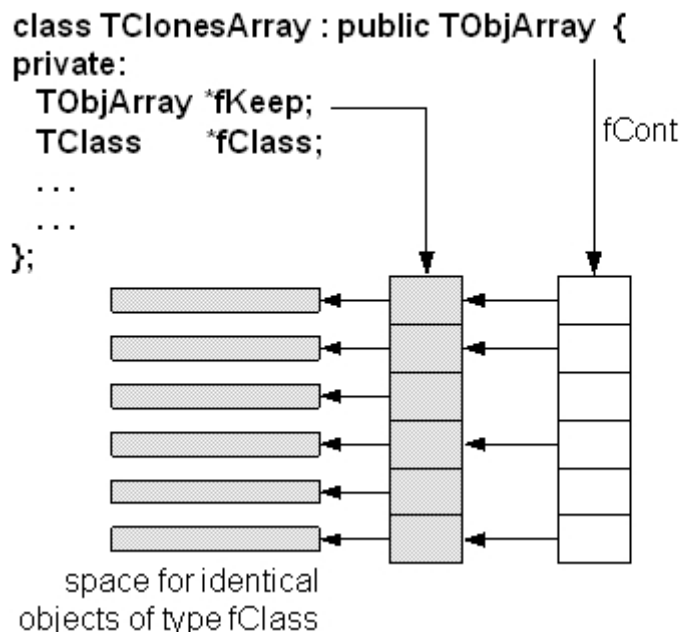 class TClonesArray : public TObjArray {
private:
TObjArray *fKeep;
TClass *fClass;
fCont
. . .
. . .
};
space for identical
objects of type fClass